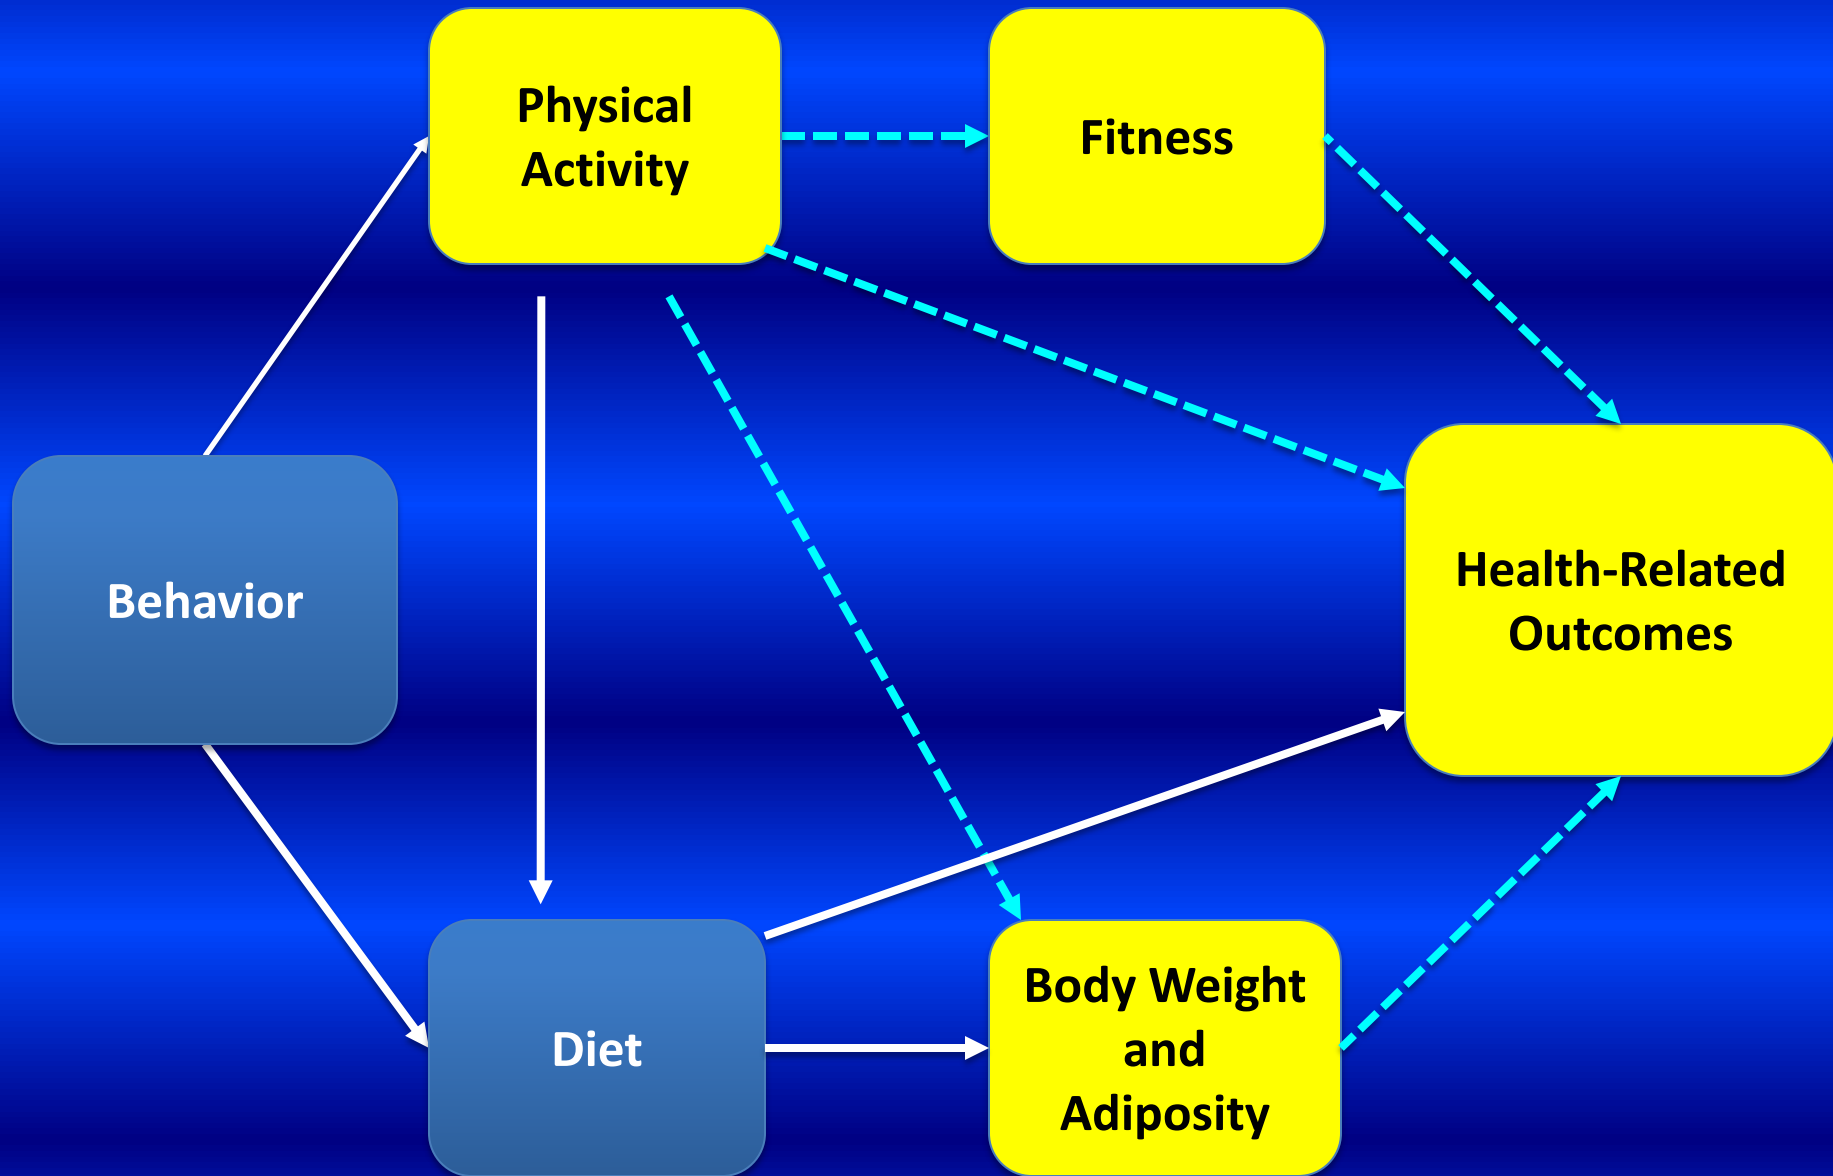 Physical
Activity
Fitness
Behavior
Health-Related
Outcomes
Diet
Body Weight
and
Adiposity